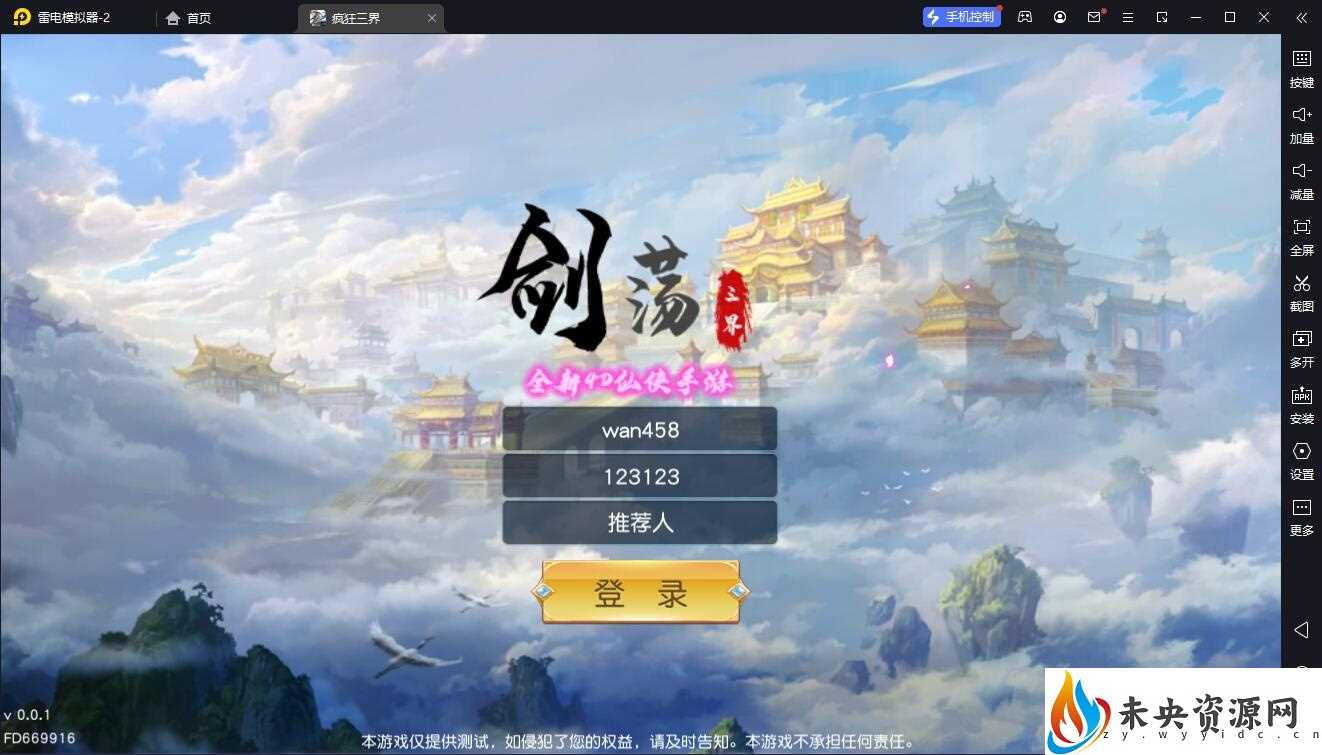 雷电模拟器-2
首页
疯狂三界
手机控制
按键
加量
减量
全屏
截图
多开
APK
安装
设置
更多
剑荡
三界
全新4D仙侠手游
wan458
123123
推荐人
登 录
v 0.0.1
FD669916
本游戏仅提供测试，如侵犯了您的权益，请及时告知。本游戏不承担任何责任。
未央资源网
zy.wyyidc.cn